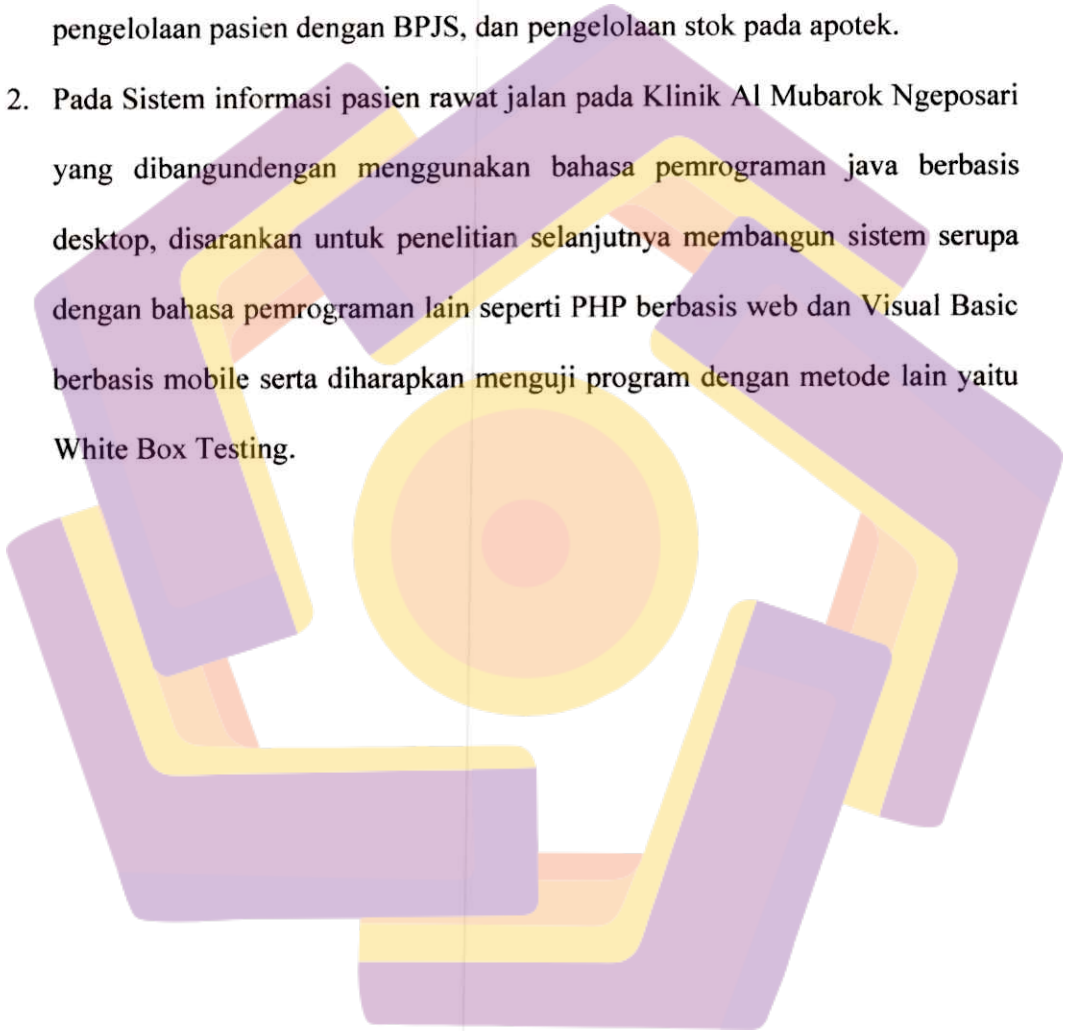 pengelolaan pasien dengan BPJS, dan pengelolaan stok pada apotek.
2. Pada Sistem informasi pasien rawat jalan pada Klinik Al Mubarok Ngeposari
yang dibangundengan menggunakan bahasa pemrograman java berbasis
desktop, disarankan untuk penelitian selanjutnya membangun sistem serupa
dengan bahasa pemrograman lain seperti PHP berbasis web dan Visual Basic
berbasis mobile serta diharapkan menguji program dengan metode lain yaitu
White Box Testing.